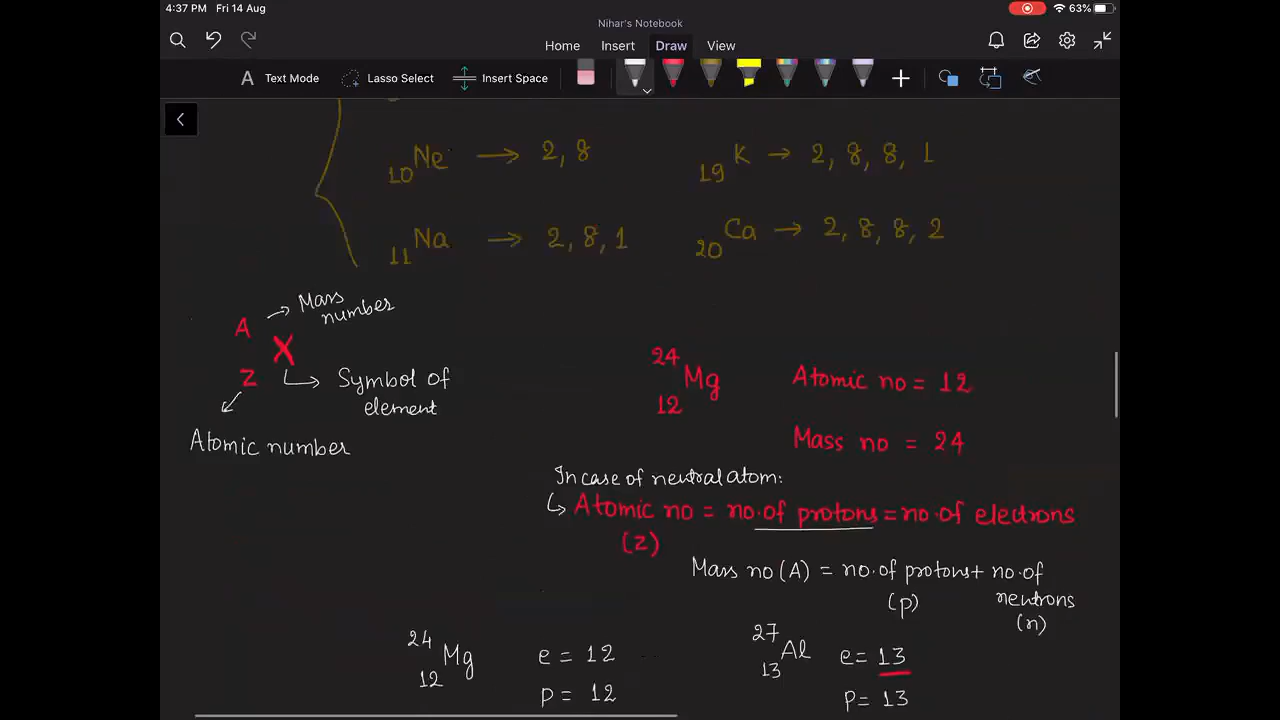 4:37 PM Fri 14 Aug
63%
Nihar's Notebook
Home Insert Draw View
Text Mode Lasso Select Insert Space
10Ne → 2, 8
19K → 2, 8, 8, 1
11Na → 2, 8, 1
20Ca → 2, 8, 8, 2
A → Mass number
X
Z
Symbol of
element
Atomic number
24
12 Mg
Atomic no = 12
Mass no = 24
In case of neutral atom:
Atomic no = no. of protons = no. of electrons
(Z)
Mass no (A) = no. of protons + no. of
(p) neutrons
(n)
24
12 Mg
e = 12
p = 12
27
13 Al
e = 13
p = 13